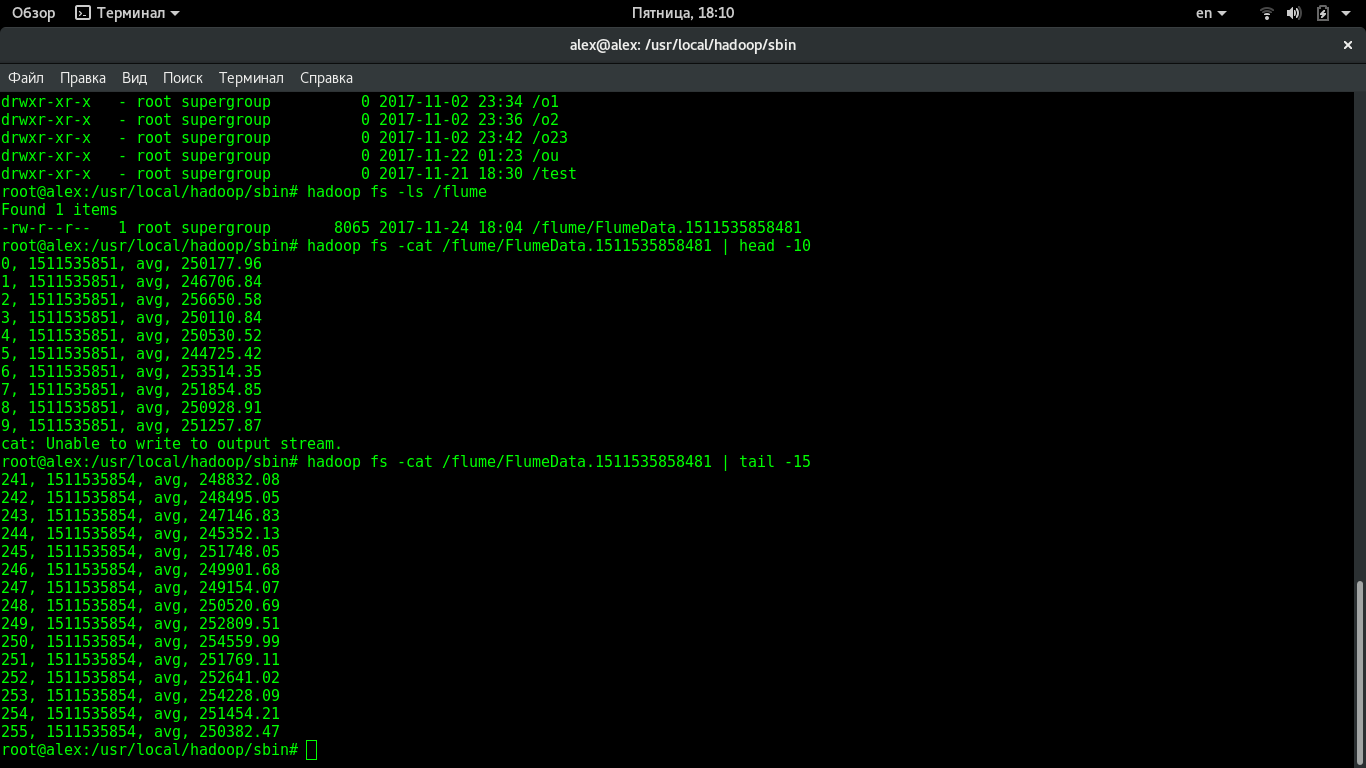 Обзор Терминал Пятница, 18:10 en
alex@alex: /usr/local/hadoop/sbin ×
Файл Правка Вид Поиск Терминал Справка
drwxr-xr-x   - root supergroup          0 2017-11-02 23:34 /o1
drwxr-xr-x   - root supergroup          0 2017-11-02 23:36 /o2
drwxr-xr-x   - root supergroup          0 2017-11-02 23:42 /o23
drwxr-xr-x   - root supergroup          0 2017-11-22 01:23 /ou
drwxr-xr-x   - root supergroup          0 2017-11-21 18:30 /test
root@alex:/usr/local/hadoop/sbin# hadoop fs -ls /flume
Found 1 items
-rw-r--r--   1 root supergroup       8065 2017-11-24 18:04 /flume/FlumeData.1511535858481
root@alex:/usr/local/hadoop/sbin# hadoop fs -cat /flume/FlumeData.1511535858481 | head -10
0, 1511535851, avg, 250177.96
1, 1511535851, avg, 246706.84
2, 1511535851, avg, 256650.58
3, 1511535851, avg, 250110.84
4, 1511535851, avg, 250530.52
5, 1511535851, avg, 244725.42
6, 1511535851, avg, 253514.35
7, 1511535851, avg, 251854.85
8, 1511535851, avg, 250928.91
9, 1511535851, avg, 251257.87
cat: Unable to write to output stream.
root@alex:/usr/local/hadoop/sbin# hadoop fs -cat /flume/FlumeData.1511535858481 | tail -15
241, 1511535854, avg, 248832.08
242, 1511535854, avg, 248495.05
243, 1511535854, avg, 247146.83
244, 1511535854, avg, 245352.13
245, 1511535854, avg, 251748.05
246, 1511535854, avg, 249901.68
247, 1511535854, avg, 249154.07
248, 1511535854, avg, 250520.69
249, 1511535854, avg, 252809.51
250, 1511535854, avg, 254559.99
251, 1511535854, avg, 251769.11
252, 1511535854, avg, 252641.02
253, 1511535854, avg, 254228.09
254, 1511535854, avg, 251454.21
255, 1511535854, avg, 250382.47
root@alex:/usr/local/hadoop/sbin#